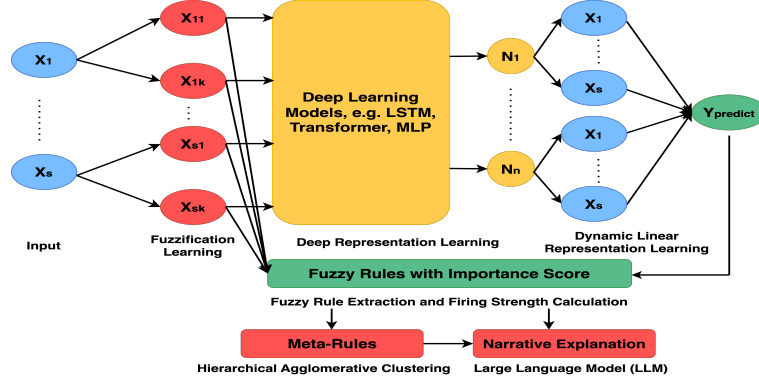 X11
X1
X1
X1k
Deep Learning
Models, e.g. LSTM,
Transformer, MLP
N1
Xs
Ypredict
Xs1
X1
Xs
Nn
Xsk
Xs
Input
Fuzzification
Learning
Deep Representation Learning
Dynamic Linear
Representation Learning
Fuzzy Rules with Importance Score
Fuzzy Rule Extraction and Firing Strength Calculation
Meta-Rules
Narrative Explanation
Hierarchical Agglomerative Clustering
Large Language Model (LLM)